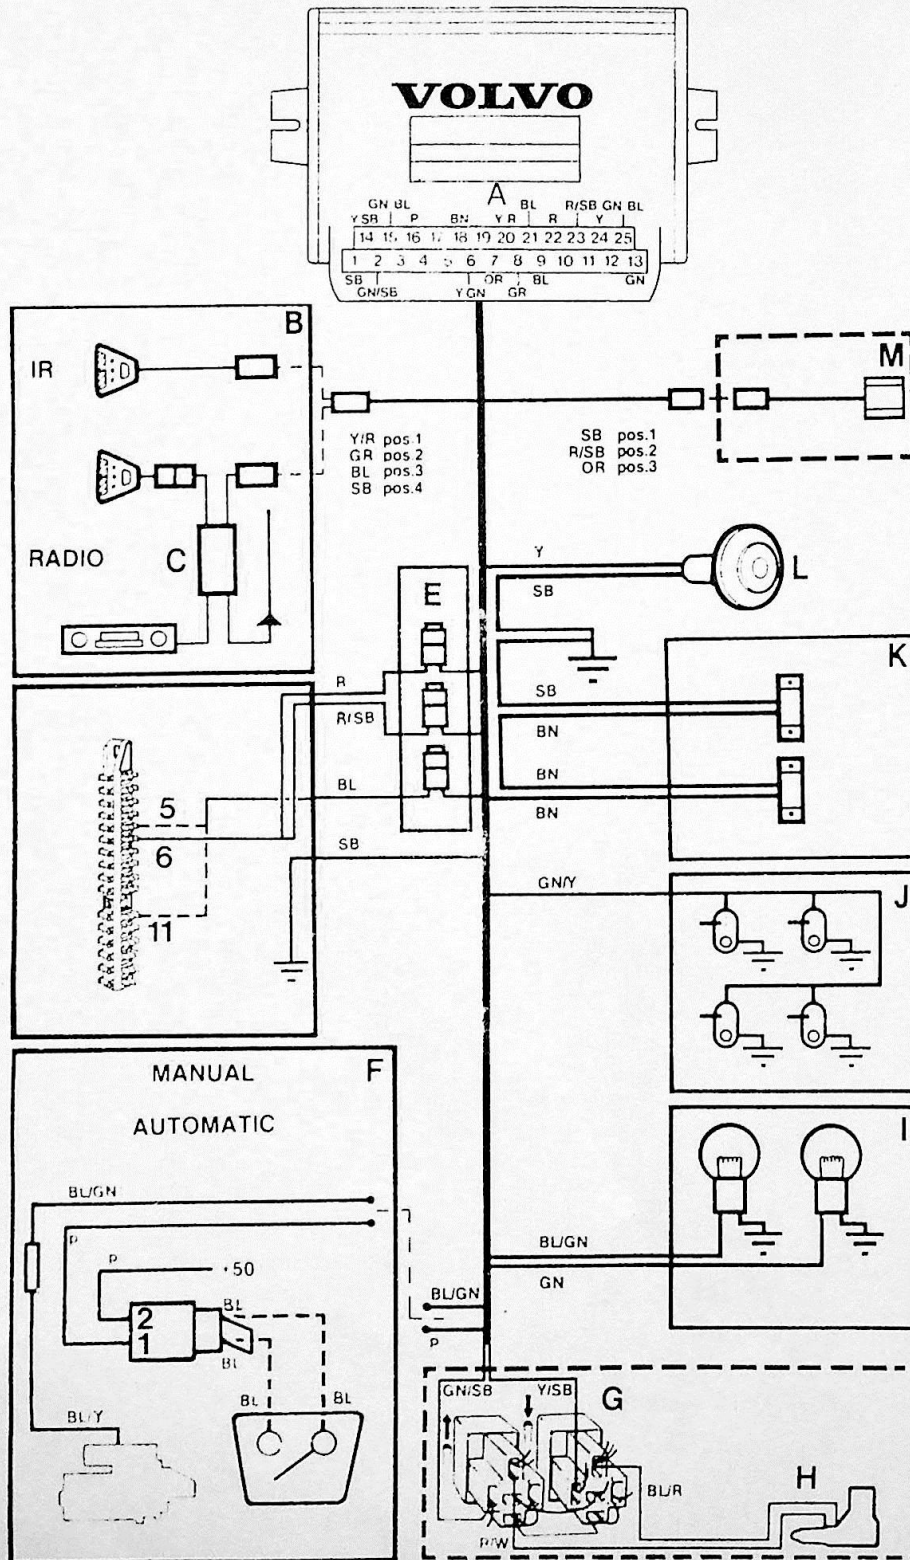 VOLVO
A
GN BL BL R/SB GN BL
Y SB P BN Y R R Y
14 15 16 17 18 19 20 21 22 23 24 25
1 2 3 4 5 6 7 8 9 10 11 12 13
SB OR BL GN
GN/SB Y GN GR
B
IR
M
Y/R pos.1
GR pos.2
BL pos.3
SB pos.4
SB pos.1
R/SB pos.2
OR pos.3
RADIO
C
E
Y
SB
L
K
R
R/SB
SB
BN
BL
BN
BN
5
6
11
SB
GN/Y
J
MANUAL
F
AUTOMATIC
I
BL/GN
P
P
+50
BL
2
1
BL
BL/GN
GN
BL/GN
P
BL BL
BL/Y
GN/SB Y/SB
G
BL/R
H
R/W